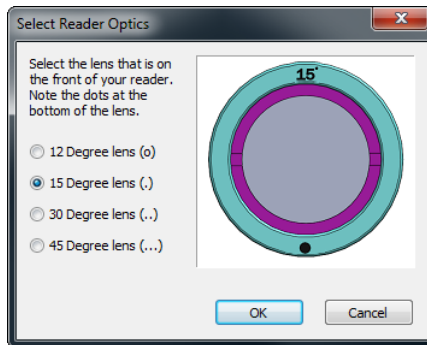 Select Reader Optics
Select the lens that is on
the front of your reader.
Note the dots at the
bottom of the lens.
12 Degree lens (o)
15 Degree lens (.)
30 Degree lens (..)
45 Degree lens (...)
15°
OK
Cancel